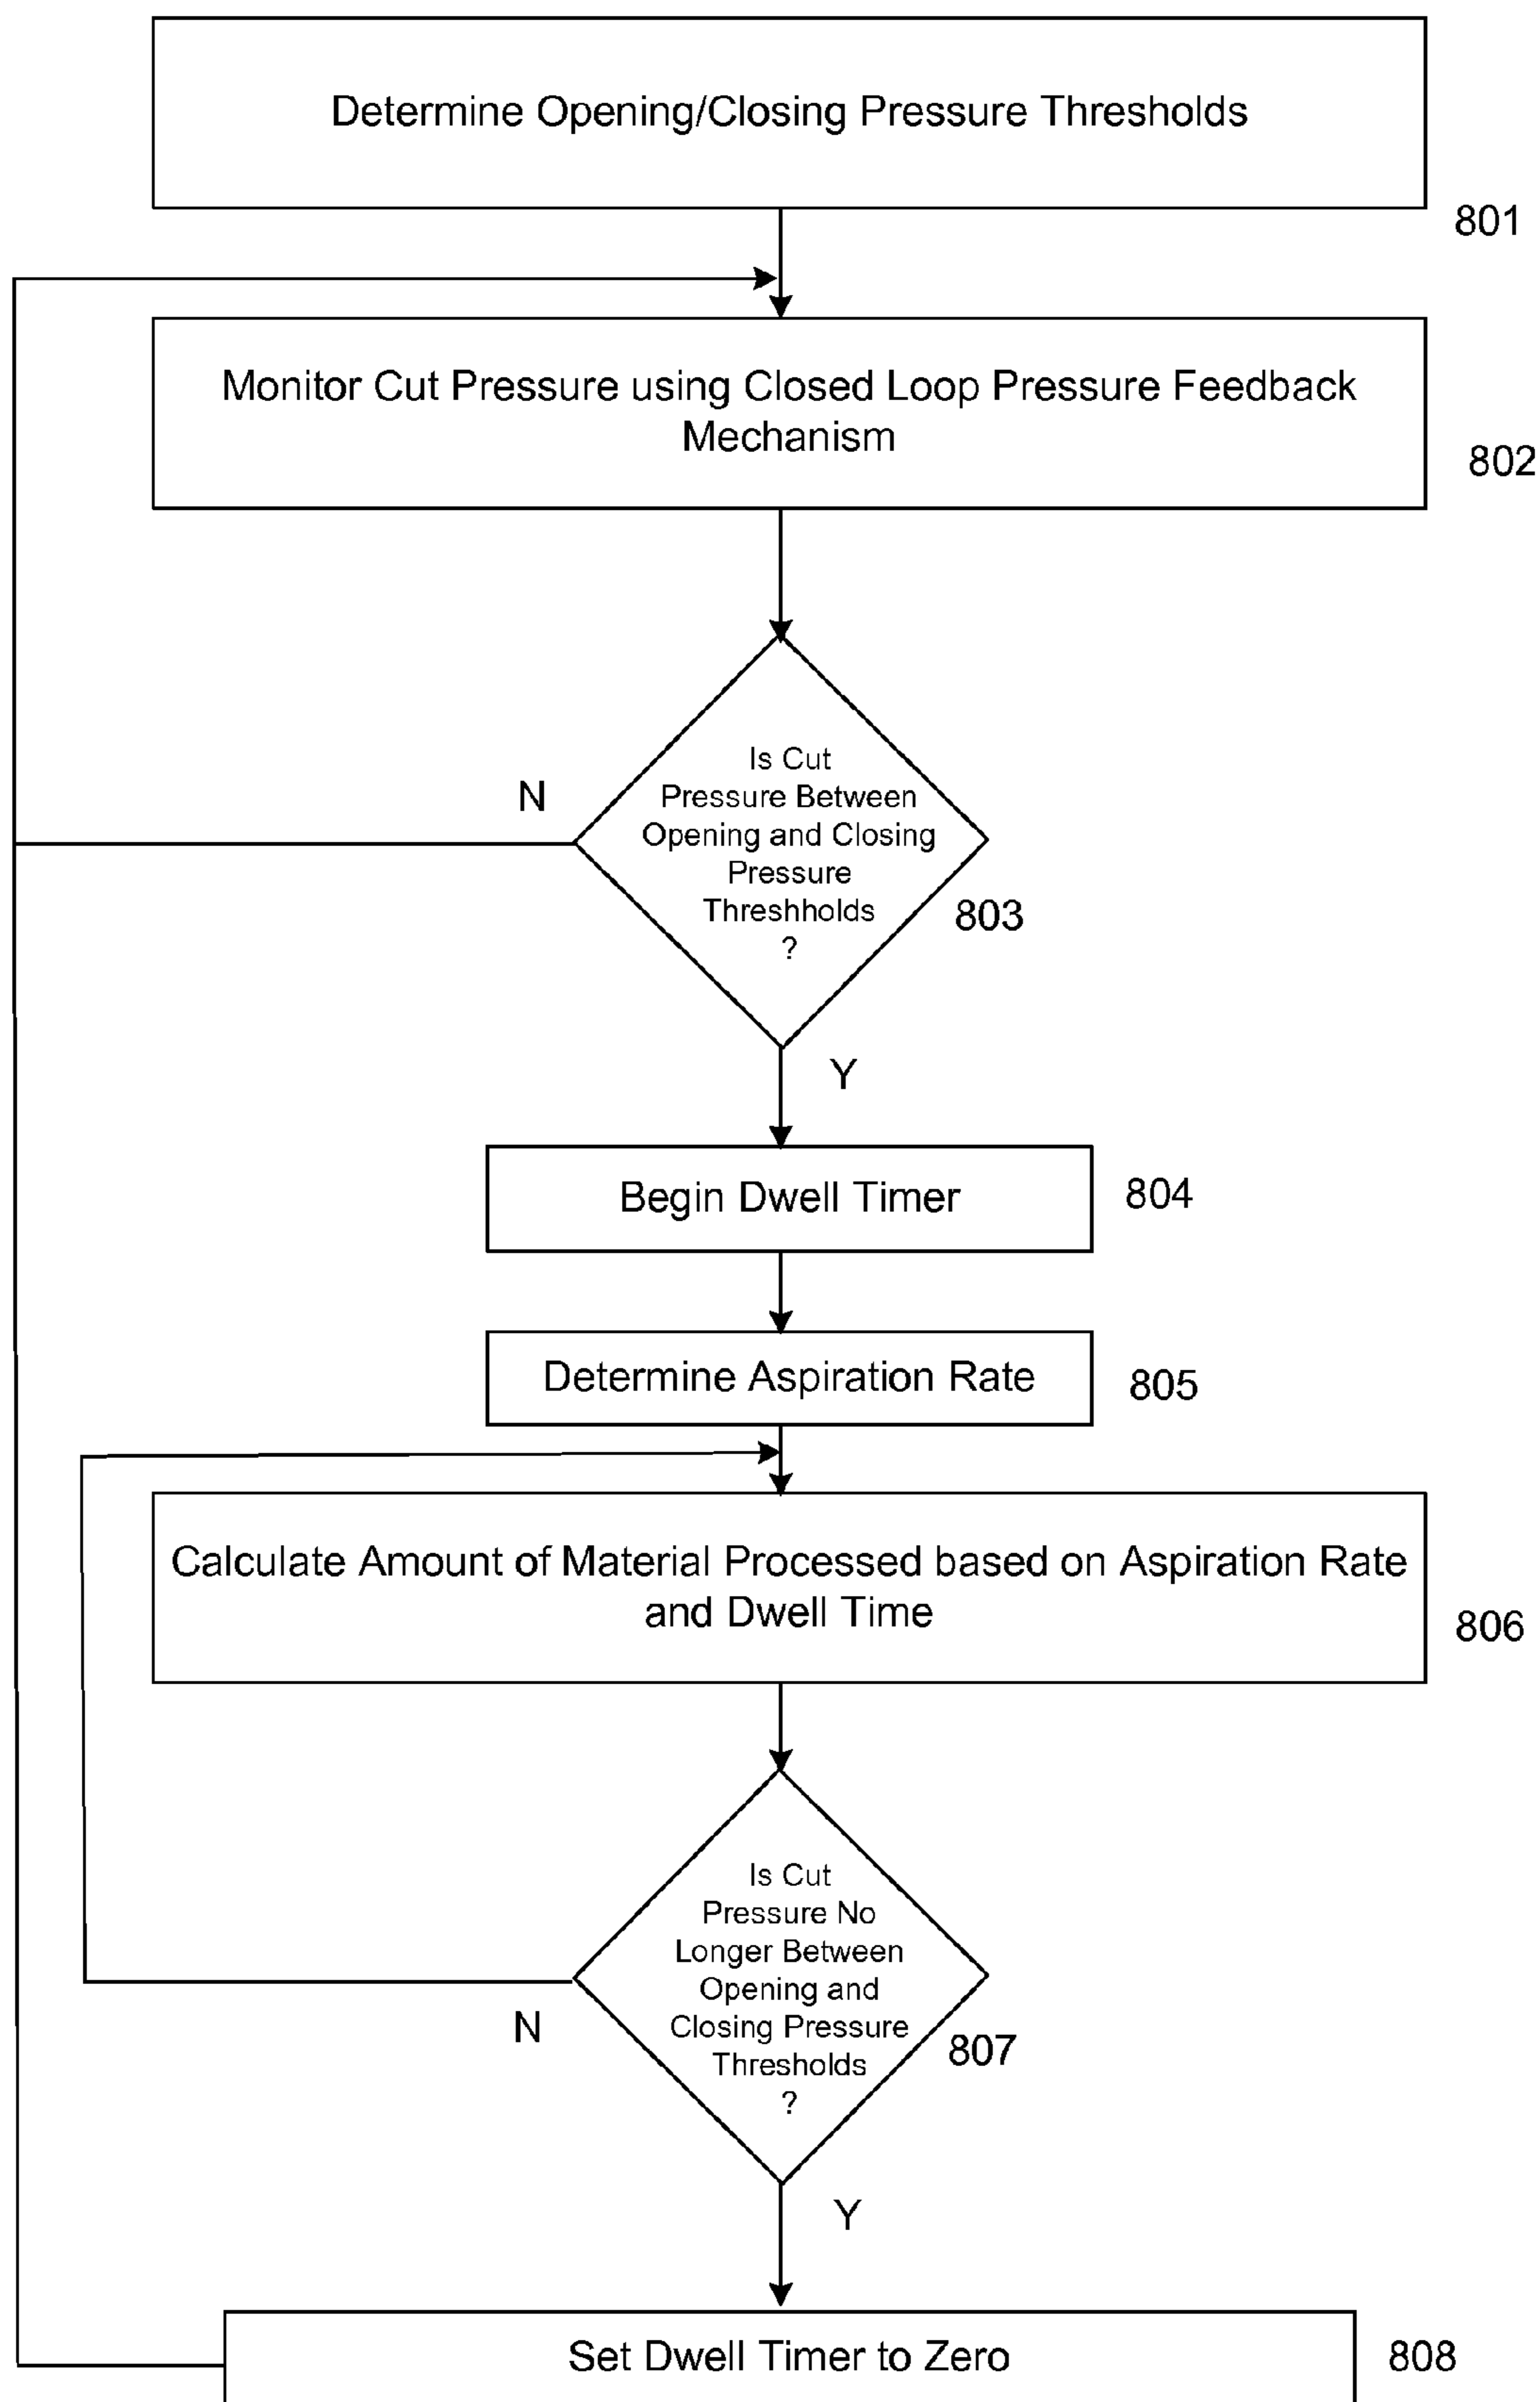 Determine Opening/Closing Pressure Thresholds
801
Monitor Cut Pressure using Closed Loop Pressure Feedback
Mechanism
802
Is Cut
Pressure Between
Opening and Closing
Pressure
Threshholds
?
803
N
Y
Begin Dwell Timer
804
Determine Aspiration Rate
805
Calculate Amount of Material Processed based on Aspiration Rate
and Dwell Time
806
Is Cut
Pressure No
Longer Between
Opening and
Closing Pressure
Thresholds
?
807
N
Y
Set Dwell Timer to Zero
808